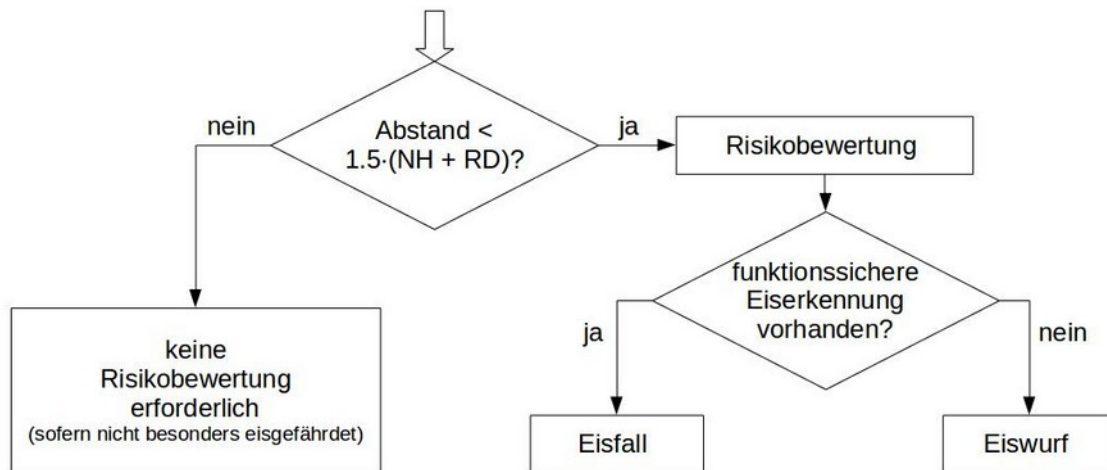 Abstand <
1.5·(NH + RD)?
nein
ja
Risikobewertung
funktionssichere
Eiserkennung
vorhanden?
ja
nein
keine
Risikobewertung
erforderlich
(sofern nicht besonders eisgefährdet)
Eisfall
Eiswurf